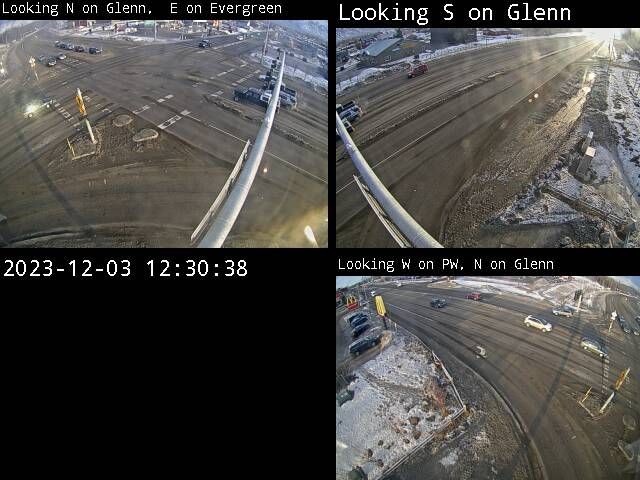 Looking N on Glenn, E on Evergreen
Looking S on Glenn
2023-12-03 12:30:38
Looking W on PW, N on Glenn